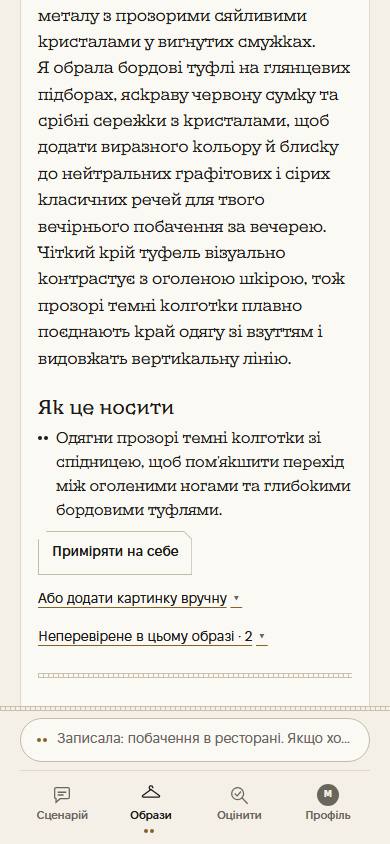 металу з прозорими сяйливими
кристалами у вигнутих смужках.
Я обрала бордові туфлі на глянцевих
підборах, яскраву червону сумку та
срібні сережки з кристалами, щоб
додати виразного кольору й блиску
до нейтральних графітових і сірих
класичних речей для твого
вечірнього побачення за вечерею.
Чіткий крій туфель візуально
контрастує з оголеною шкірою, тож
прозорі темні колготки плавно
поєднають край одягу зі взуттям і
видовжать вертикальну лінію.
Як це носити
Одягни прозорі темні колготки зі
спідницею, щоб пом'якшити перехід
між оголеними ногами та глибокими
бордовими туфлями.
Приміряти на себе
Або додати картинку вручну
Неперевірене в цьому образі · 2
Записала: побачення в ресторані. Якщо хо...
Сценарій
Образи
Оцінити
М
Профіль